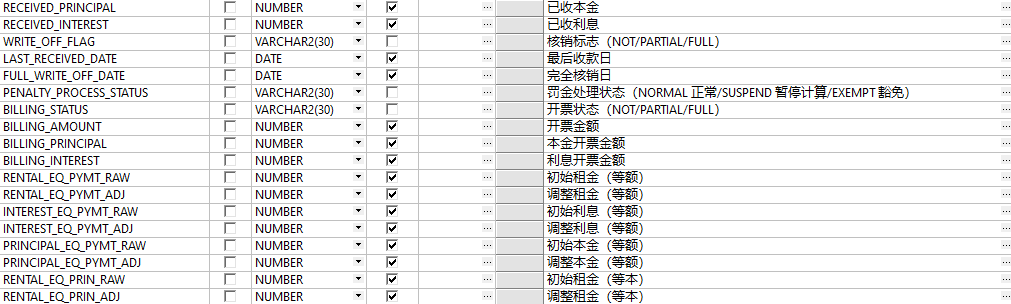 RECEIVED_PRINCIPAL NUMBER 已收本金
RECEIVED_INTEREST NUMBER 已收利息
WRITE_OFF_FLAG VARCHAR2(30) 核销标志（NOT/PARTIAL/FULL）
LAST_RECEIVED_DATE DATE 最后收款日
FULL_WRITE_OFF_DATE DATE 完全核销日
PENALTY_PROCESS_STATUS VARCHAR2(30) 罚金处理状态（NORMAL 正常/SUSPEND 暂停计算/EXEMPT 豁免）
BILLING_STATUS VARCHAR2(30) 开票状态（NOT/PARTIAL/FULL）
BILLING_AMOUNT NUMBER 开票金额
BILLING_PRINCIPAL NUMBER 本金开票金额
BILLING_INTEREST NUMBER 利息开票金额
RENTAL_EQ_PYMT_RAW NUMBER 初始租金（等额）
RENTAL_EQ_PYMT_ADJ NUMBER 调整租金（等额）
INTEREST_EQ_PYMT_RAW NUMBER 初始利息（等额）
INTEREST_EQ_PYMT_ADJ NUMBER 调整利息（等额）
PRINCIPAL_EQ_PYMT_RAW NUMBER 初始本金（等额）
PRINCIPAL_EQ_PYMT_ADJ NUMBER 调整本金（等额）
RENTAL_EQ_PRIN_RAW NUMBER 初始租金（等本）
RENTAL_EQ_PRIN_ADJ NUMBER 调整租金（等本）